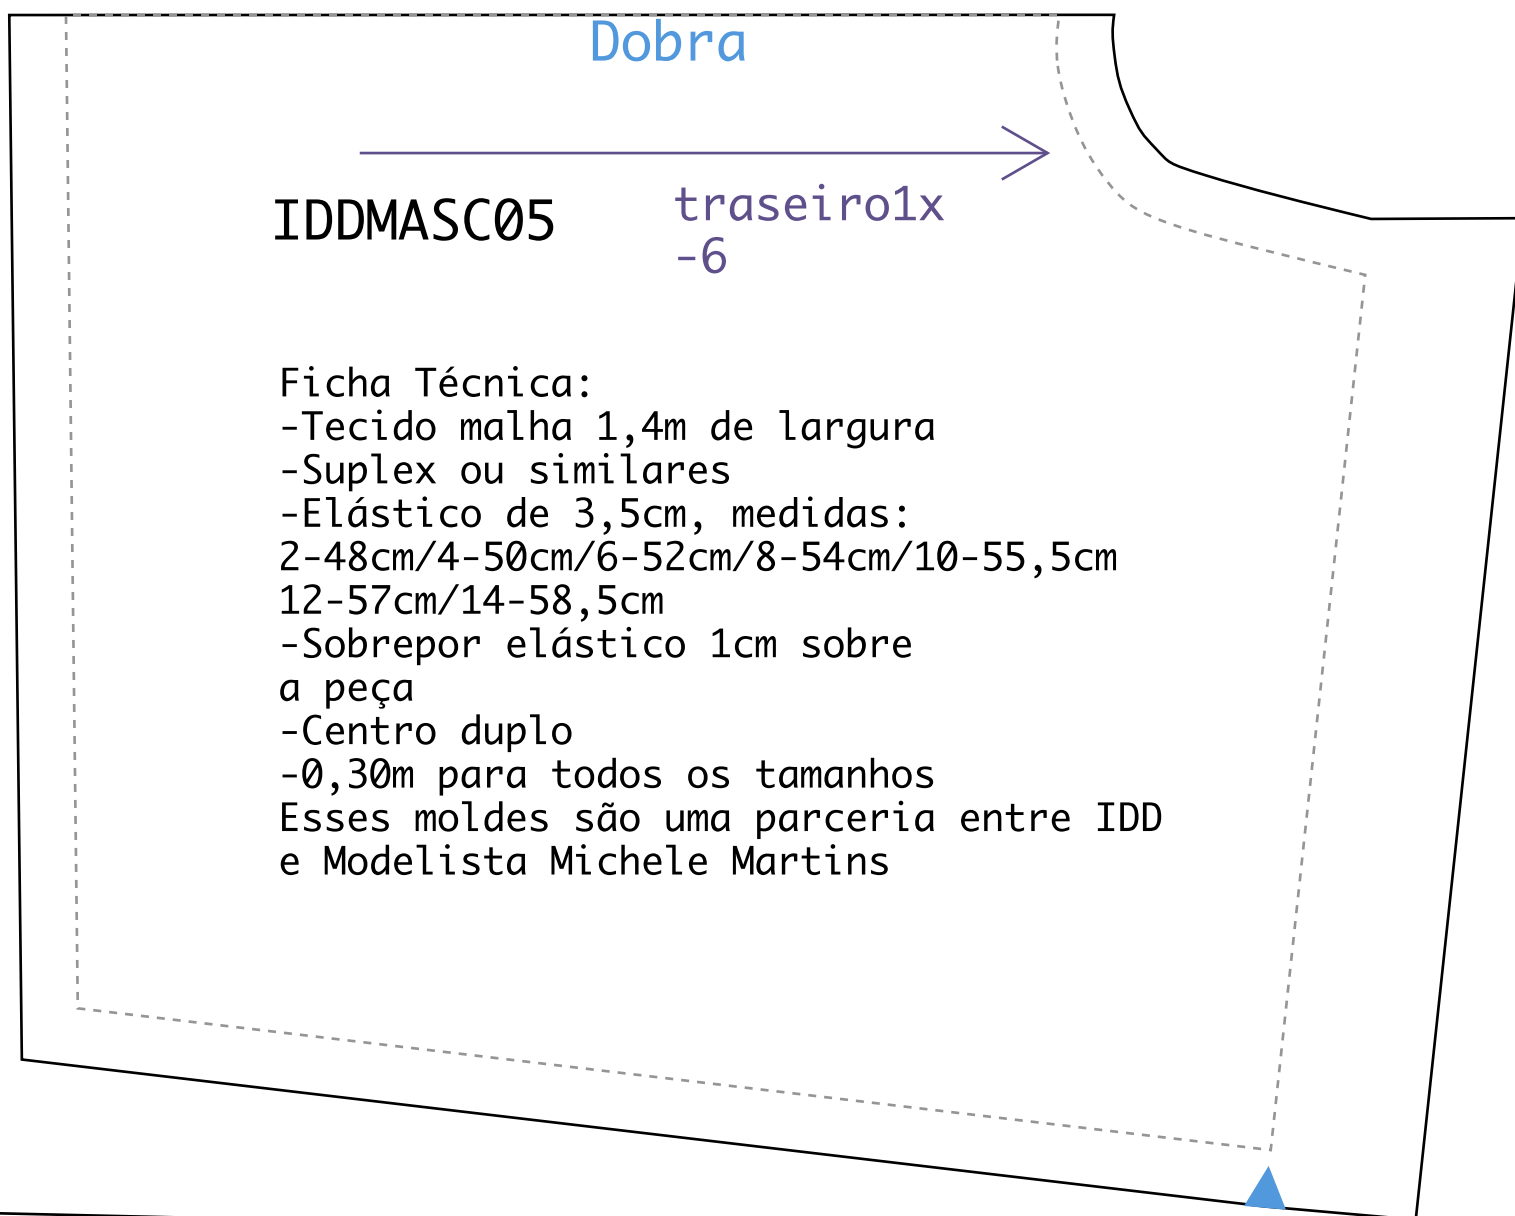 Dobra
IDDMASC05
traseiro1x
-6
Ficha Técnica:
-Tecido malha 1,4m de largura
-Suplex ou similares
-Elástico de 3,5cm, medidas:
2-48cm/4-50cm/6-52cm/8-54cm/10-55,5cm
12-57cm/14-58,5cm
-Sobrepor elástico 1cm sobre
a peça
-Centro duplo
-0,30m para todos os tamanhos
Esses moldes são uma parceria entre IDD
e Modelista Michele Martins